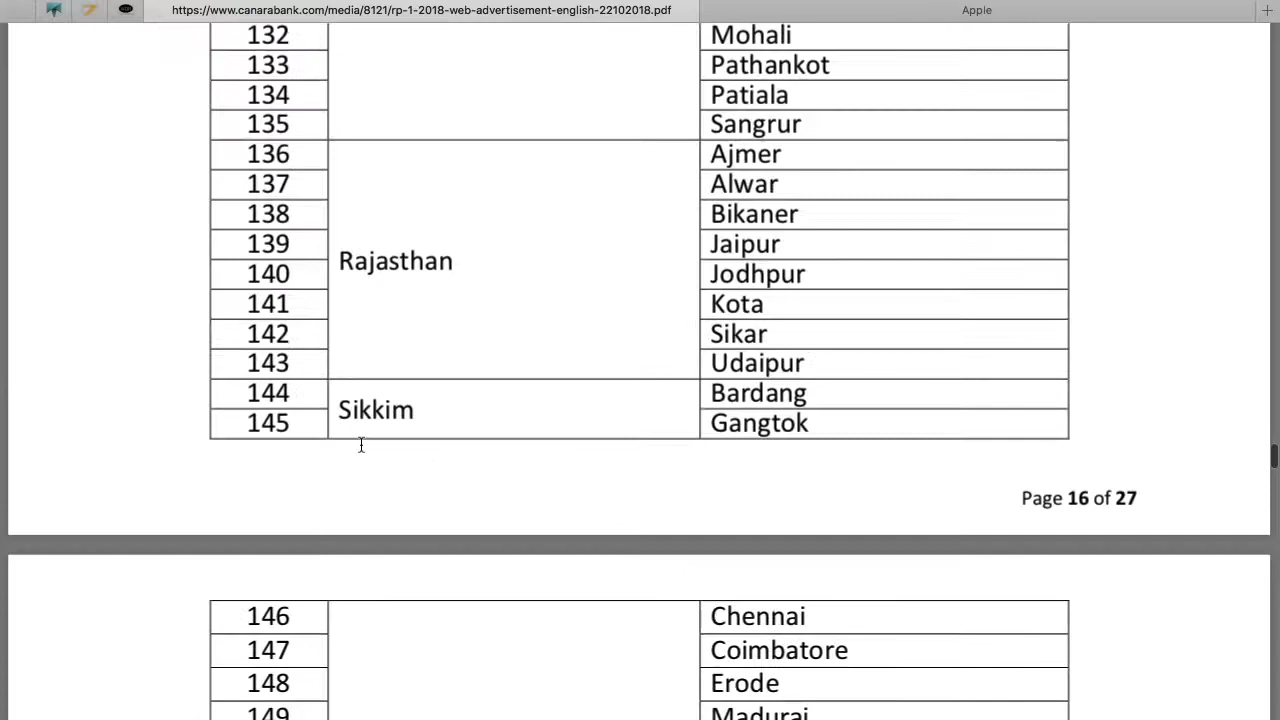 https://www.canarabank.com/media/8121/rp-1-2018-web-advertisement-english-22102018.pdf Apple
132 Mohali
133 Pathankot
134 Patiala
135 Sangrur
136 Ajmer
137 Alwar
138 Bikaner
139 Jaipur
Rajasthan
140 Jodhpur
141 Kota
142 Sikar
143 Udaipur
144 Bardang
Sikkim
145 Gangtok
Page 16 of 27
146 Chennai
147 Coimbatore
148 Erode
149 Madurai